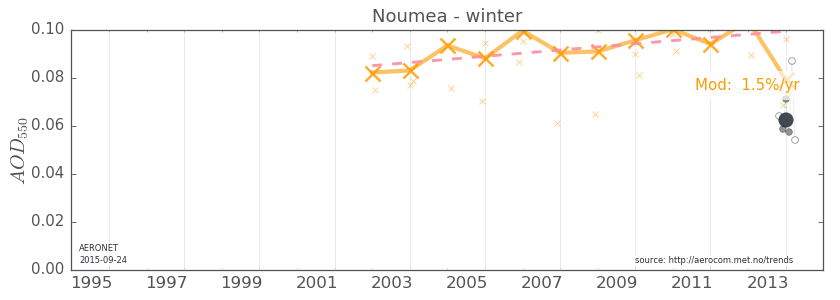 Noumea - winter
0.10
0.08
0.06
0.04
0.02
0.00
AOD550
Mod: 1.5%/yr
AERONET
2015-09-24
source: http://aerocom.met.no/trends
1995 1997 1999 2001 2003 2005 2007 2009 2011 2013